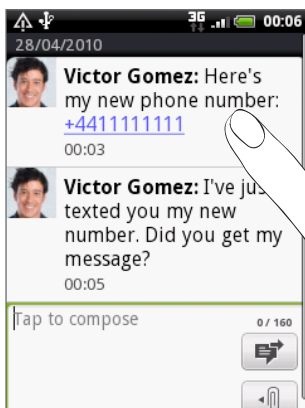 3G 00:06
28/04/2010
Victor Gomez: Here's
my new phone number:
+4411111111
00:03
Victor Gomez: I've just
texted you my new
number. Did you get my
message?
00:05
Tap to compose
0 / 160